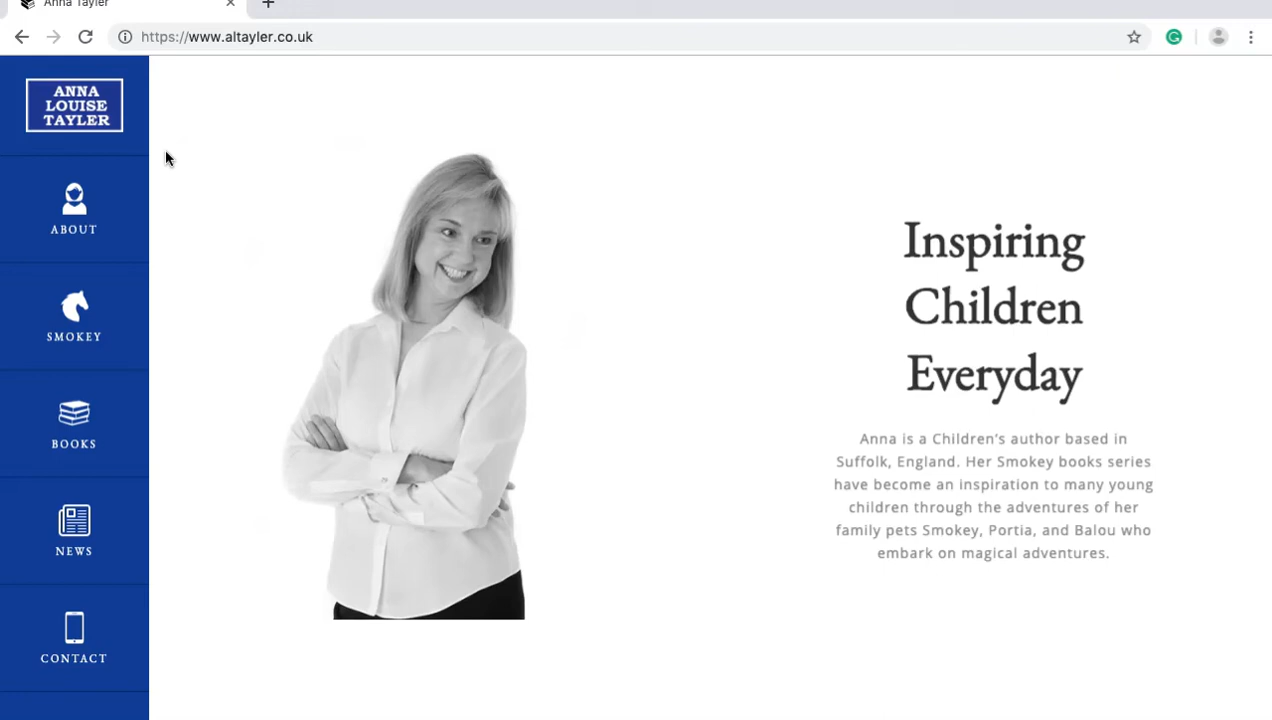 Anna Tayler
https://www.altayler.co.uk
ANNA
LOUISE
TAYLER
ABOUT
SMOKEY
BOOKS
NEWS
CONTACT
Inspiring
Children
Everyday
Anna is a Children's author based in
Suffolk, England. Her Smokey books series
have become an inspiration to many young
children through the adventures of her
family pets Smokey, Portia, and Balou who
embark on magical adventures.